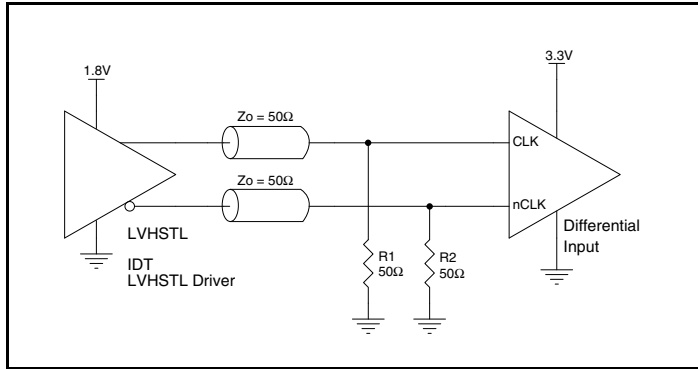 1.8V
3.3V
Zo = 50Ω
CLK
Zo = 50Ω
nCLK
LVHSTL
Differential
Input
IDT
LVHSTL Driver
R1
50Ω
R2
50Ω